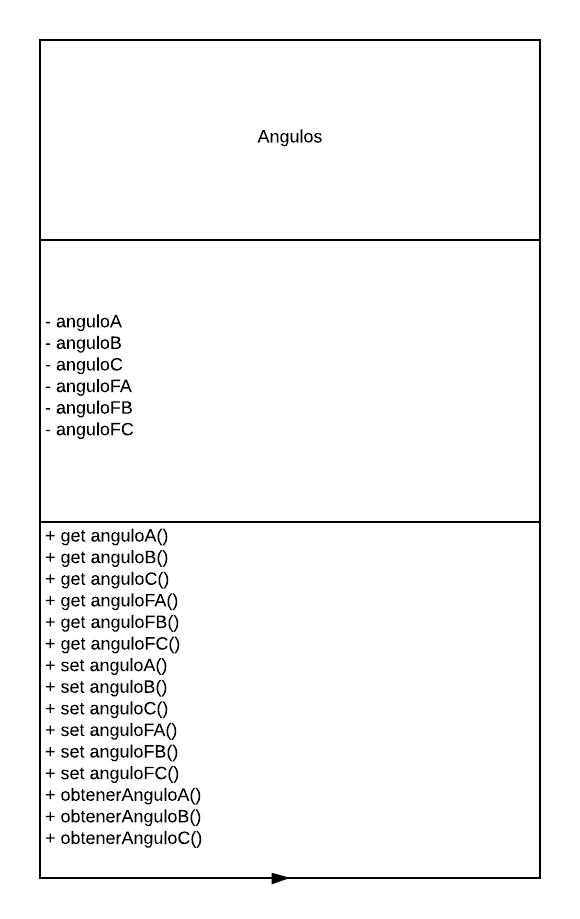 Angulos
- anguloA
- anguloB
- anguloC
- anguloFA
- anguloFB
- anguloFC
+ get anguloA()
+ get anguloB()
+ get anguloC()
+ get anguloFA()
+ get anguloFB()
+ get anguloFC()
+ set anguloA()
+ set anguloB()
+ set anguloC()
+ set anguloFA()
+ set anguloFB()
+ set anguloFC()
+ obtenerAnguloA()
+ obtenerAnguloB()
+ obtenerAnguloC()